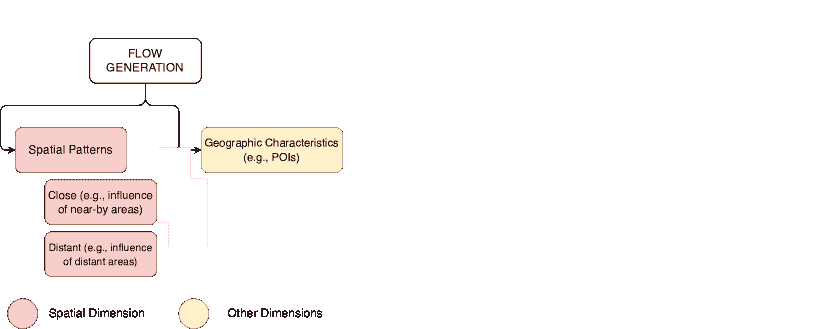 FLOW
GENERATION
Spatial Patterns
Geographic Characteristics
(e.g., POIs)
Close (e.g., influence
of near-by areas)
Distant (e.g., influence
of distant areas)
Spatial Dimension
Other Dimensions